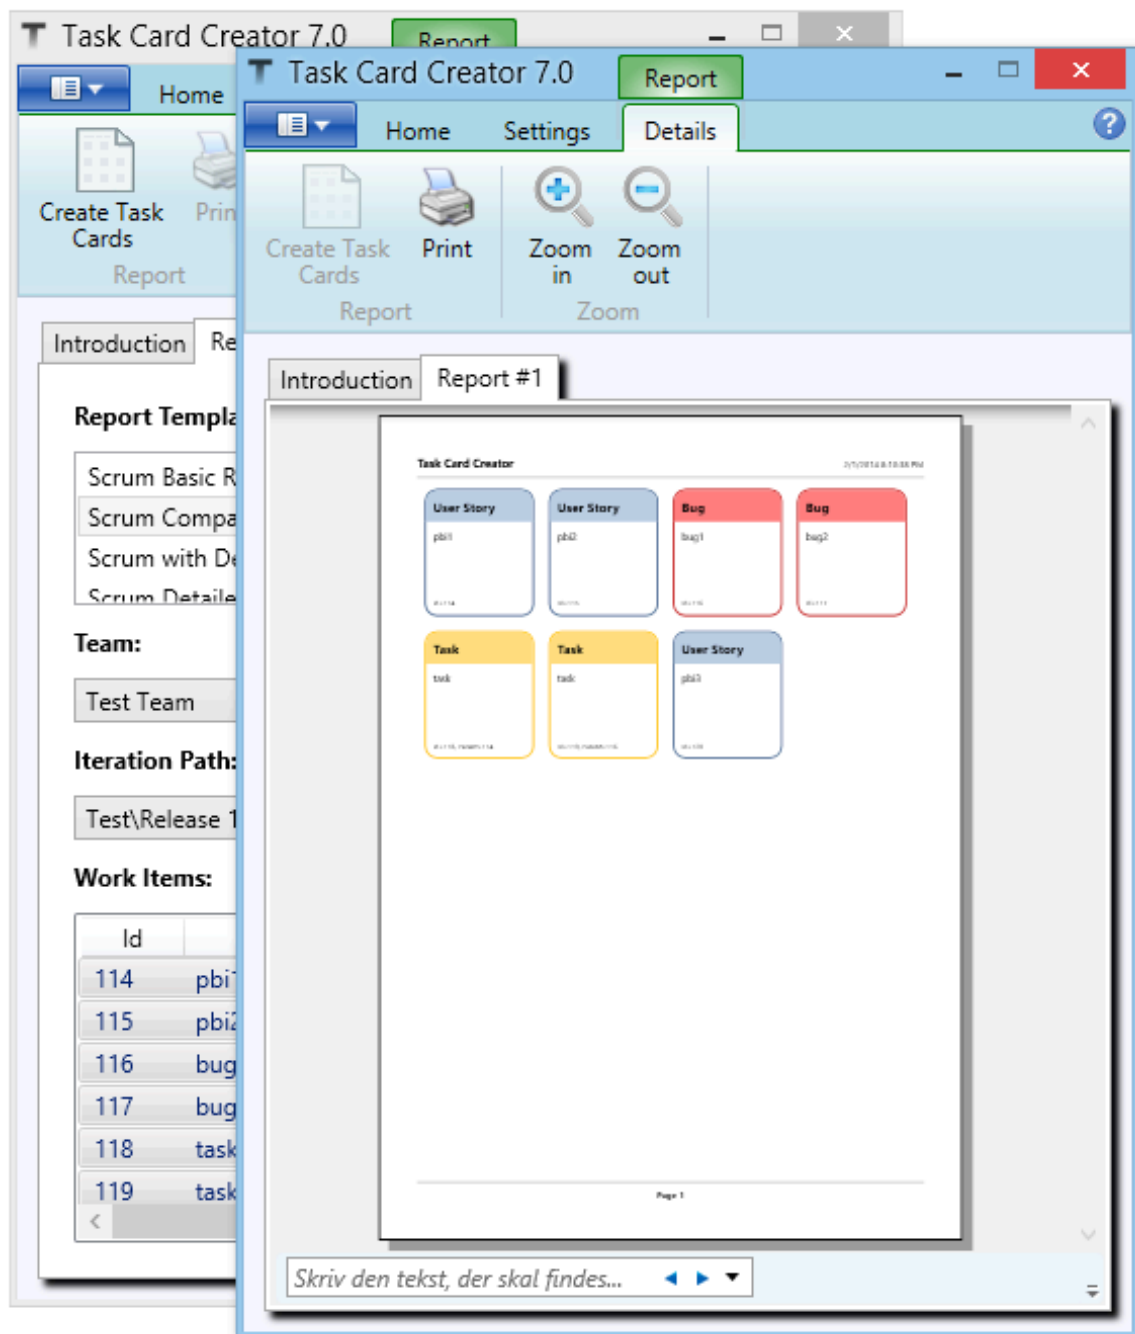 Task Card Creator 7.0
Report
Home
Create Task
Cards
Prin
Report
Introduction
Re
Report Templa
Scrum Basic R
Scrum Compa
Scrum with De
Scrum Detaile
Team:
Test Team
Iteration Path:
Test\Release 1
Work Items:
Id
114 pbi1
115 pbi2
116 bug
117 bug
118 task
119 task
Task Card Creator 7.0
Report
Home Settings Details
Create Task
Cards
Print
Zoom
in
Zoom
out
Report
Zoom
Introduction
Report #1
Task Card Creator
User Story
pbi1
User Story
pbi2
Bug
bug1
Bug
bug2
Task
task
Task
task
User Story
pbi3
Page 1
Skriv den tekst, der skal findes...